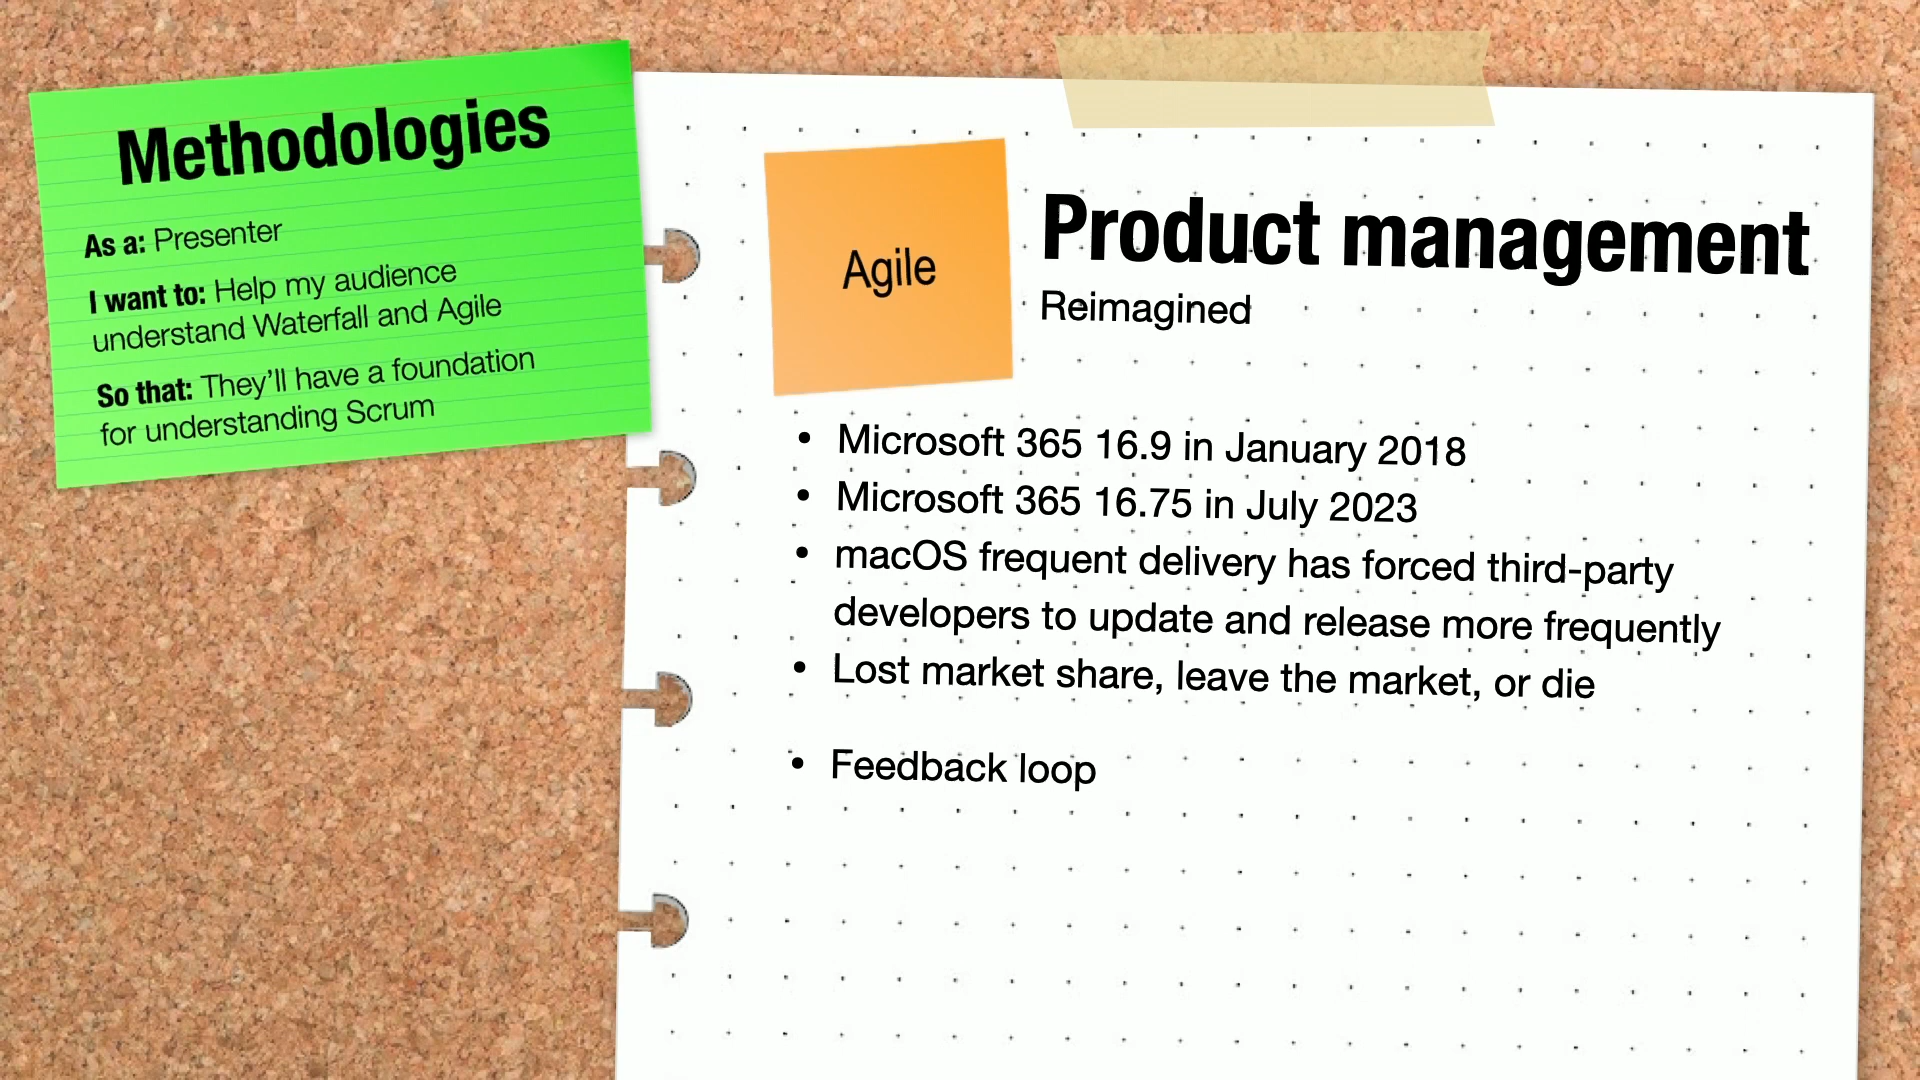 Methodologies
As a: Presenter
I want to: Help my audience
understand Waterfall and Agile
So that: They’ll have a foundation
for understanding Scrum
Agile
Product management
Reimagined
• Microsoft 365 16.9 in January 2018
• Microsoft 365 16.75 in July 2023
• macOS frequent delivery has forced third-party
developers to update and release more frequently
• Lost market share, leave the market, or die
• Feedback loop